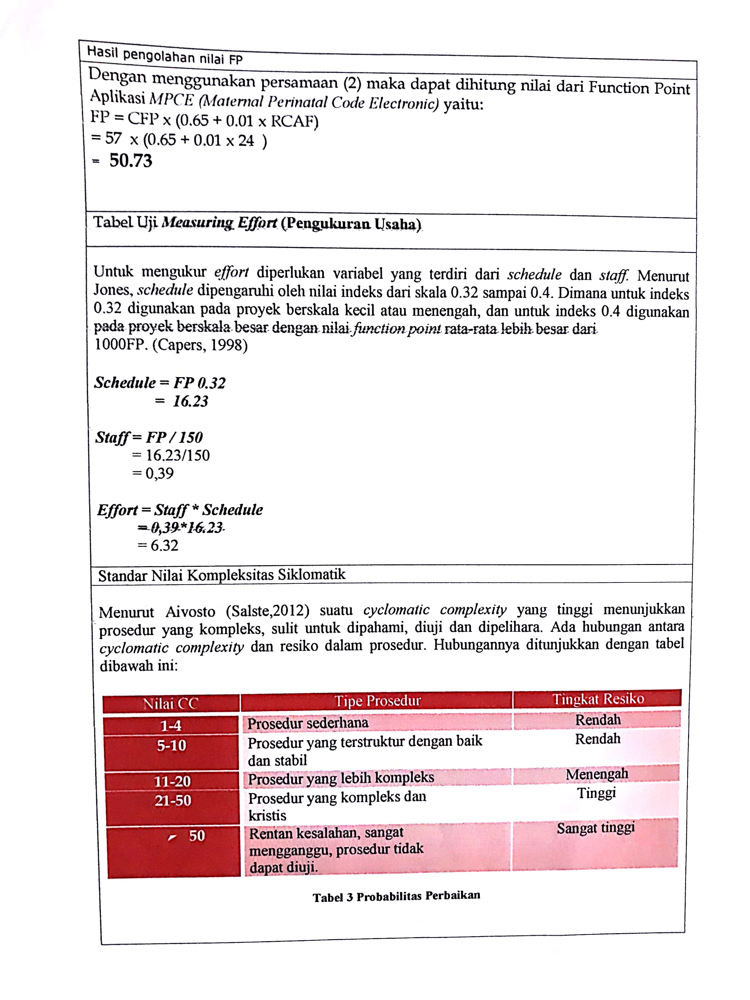 Hasil pengolahan nilai FP
Dengan menggunakan persamaan (2) maka dapat dihitung nilai dari Function Point
Aplikasi MPCE (Maternal Perinatal Code Electronic) yaitu:
FP = CFP x (0.65 + 0.01 x RCAF)
= 57 x (0.65 + 0.01 x 24 )
= 50.73
Tabel Uji Measuring Effort (Pengukuran Usaha)
Untuk mengukur effort diperlukan variabel yang terdiri dari schedule dan staff. Menurut
Jones, schedule dipengaruhi oleh nilai indeks dari skala 0.32 sampai 0.4. Dimana untuk indeks
0.32 digunakan pada proyek berskala kecil atau menengah, dan untuk indeks 0.4 digunakan
pada proyek berskala besar dengan nilai function point rata-rata lebih besar dari
1000FP. (Capers, 1998)
Schedule = FP 0.32
= 16.23
Staff = FP / 150
= 16.23/150
= 0,39
Effort = Staff * Schedule
= 0,39*16.23
= 6.32
Standar Nilai Kompleksitas Siklomatik
Menurut Aivosto (Salste,2012) suatu cyclomatic complexity yang tinggi menunjukkan
prosedur yang kompleks, sulit untuk dipahami, diuji dan dipelihara. Ada hubungan antara
cyclomatic complexity dan resiko dalam prosedur. Hubungannya ditunjukkan dengan tabel
dibawah ini:
Nilai CC Tipe Prosedur Tingkat Resiko
1-4 Prosedur sederhana Rendah
5-10 Prosedur yang terstruktur dengan baik Rendah
dan stabil
11-20 Prosedur yang lebih kompleks Menengah
21-50 Prosedur yang kompleks dan Tinggi
kristis
50 Rentan kesalahan, sangat Sangat tinggi
mengganggu, prosedur tidak
dapat diuji.
Tabel 3 Probabilitas Perbaikan